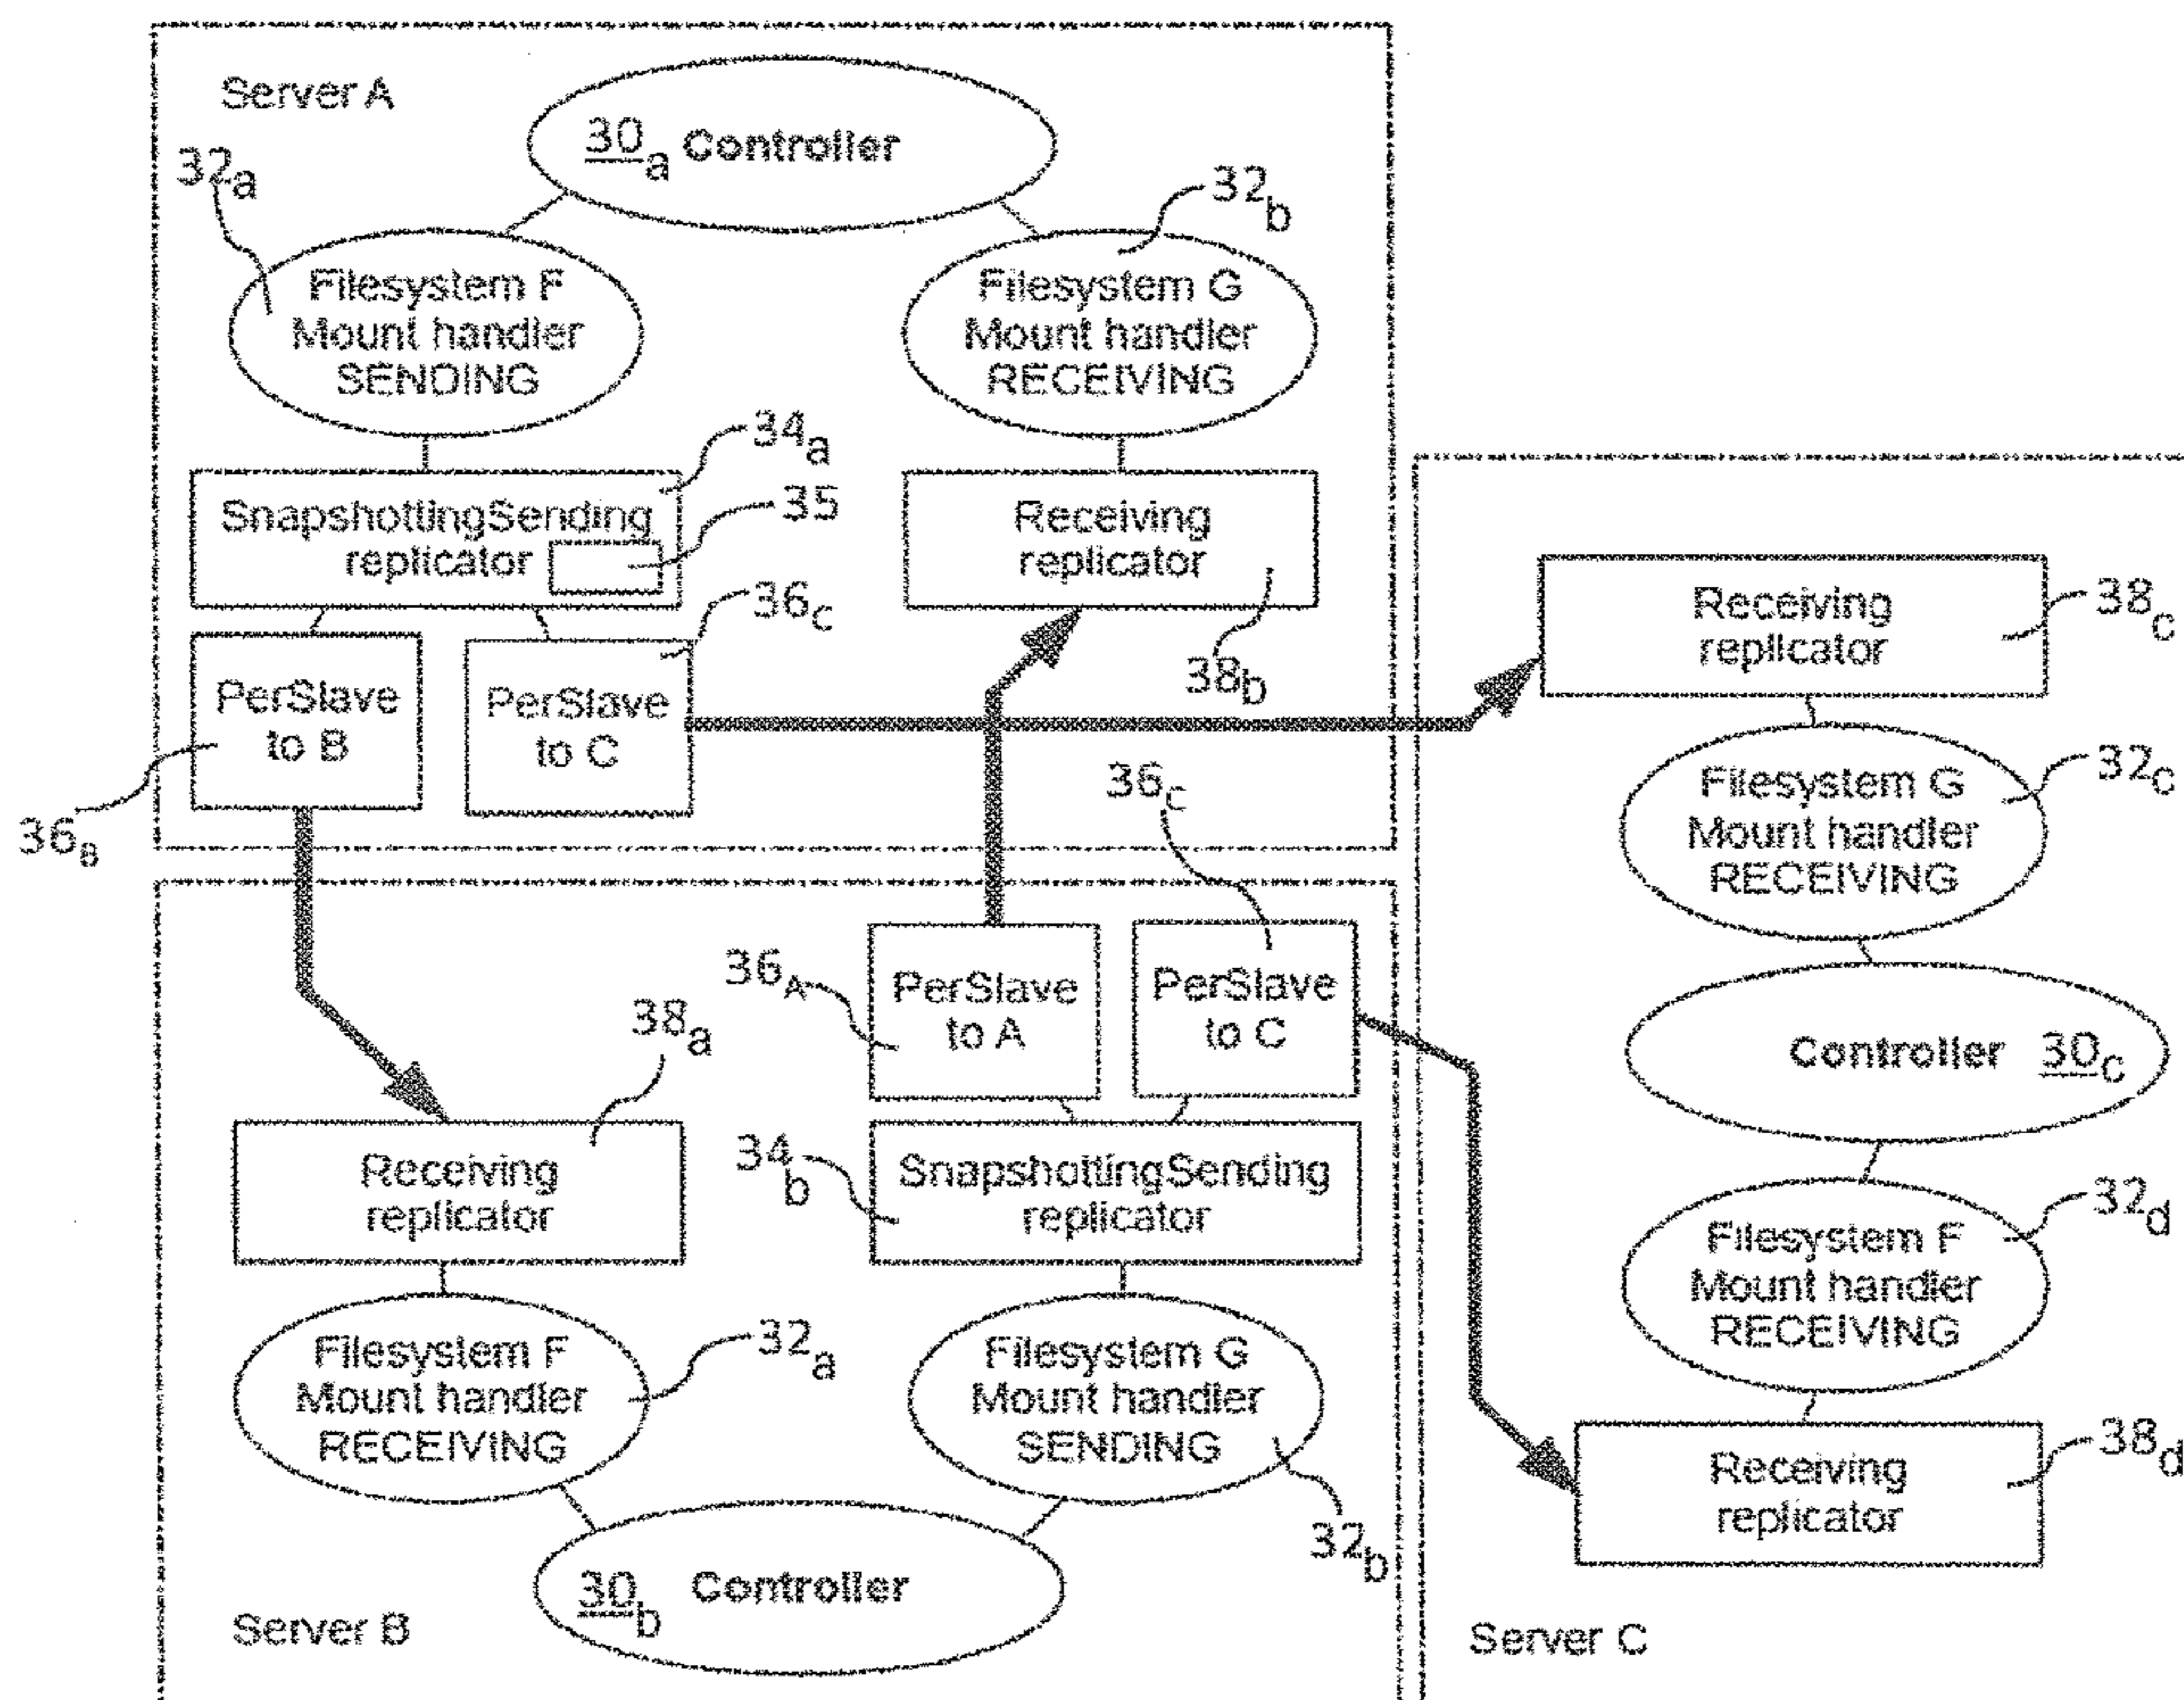 Server A
30a Controller
32a
32b
Filesystem F
Mount handler
SENDING
Filesystem G
Mount handler
RECEIVING
34a
35
SnapshottingSending
replicator
Receiving
replicator
36c
38b
PerSlave
to B
PerSlave
to C
36B
Receiving
replicator
38c
Filesystem G
Mount handler
RECEIVING
32c
Controller 30c
32d
Filesystem F
Mount handler
RECEIVING
38d
Receiving
replicator
Server C
36c
36A
PerSlave
to A
PerSlave
to C
38a
34b
Receiving
replicator
SnapshottingSending
replicator
32a
Filesystem F
Mount handler
RECEIVING
Filesystem G
Mount handler
SENDING
32b
30b Controller
Server B